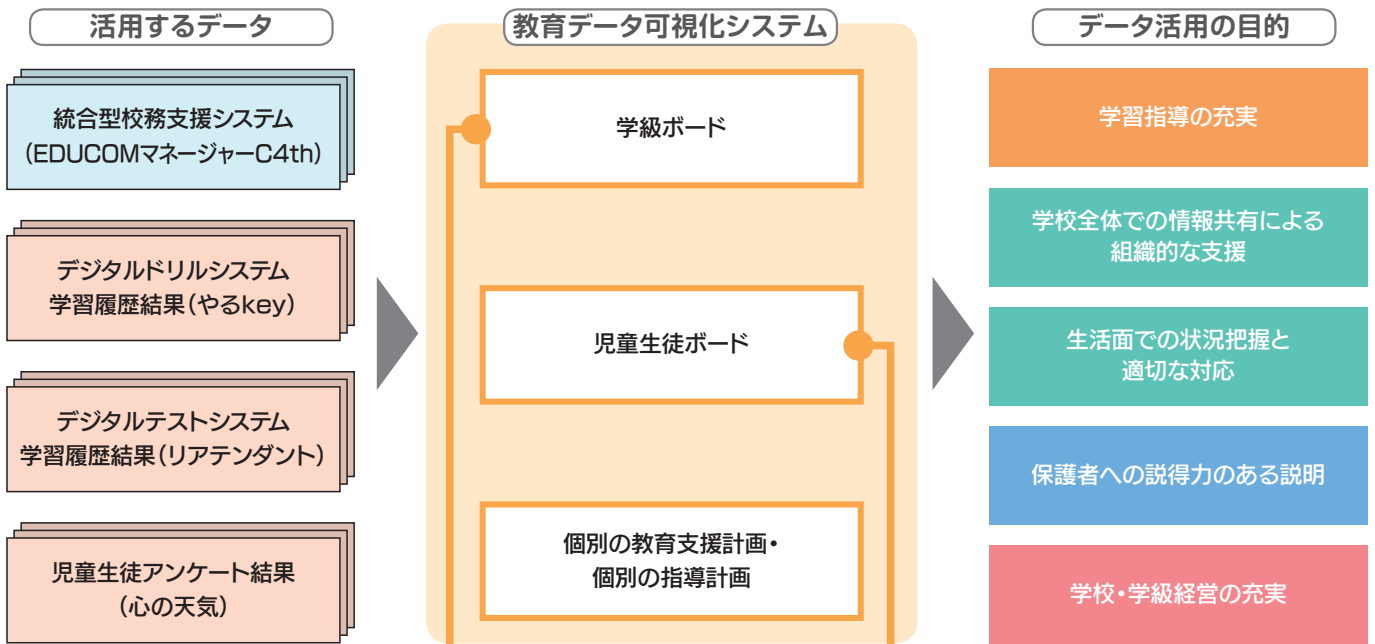 活用するデータ
統合型校務支援システム
(EDUCOMマネージャーC4th)
デジタルドリルシステム
学習履歴結果(やるkey)
デジタルテストシステム
学習履歴結果(リアテンダント)
児童生徒アンケート結果
(心の天気)
教育データ可視化システム
学級ボード
児童生徒ボード
個別の教育支援計画・
個別の指導計画
データ活用の目的
学習指導の充実
学校全体での情報共有による
組織的な支援
生活面での状況把握と
適切な対応
保護者への説得力のある説明
学校・学級経営の充実